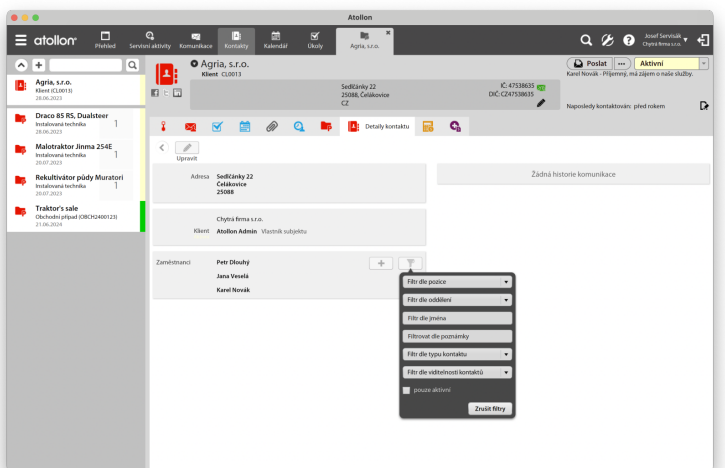 Atollon
atollon
Přehled
Servisní aktivity
Komunikace
Kontakty
Kalendář
Úkoly
Agria, s.r.o.
Josef Servisák
Chytrá firma s.r.o.
Agria, s.r.o.
Klient (CL0013)
28.06.2023
Draco 85 RS, Dualsteer
Instalovaná technika
28.06.2023
1
Malotraktor Jinma 254E
Instalovaná technika
20.07.2023
1
Rekultivátor půdy Muratori
Instalovaná technika
20.07.2023
1
Traktor's sale
Obchodní případ (OBCH2400123)
21.06.2024
Agria, s.r.o.
Klient CL0013
Sedlčánky 22
25088, Čelákovice
CZ
IČ: 47538635
DIČ: CZ47538635
Poslat
Aktivní
Karel Novák - Příjemný, má zájem o naše služby.
Naposledy kontaktován před rokem
Detaily kontaktu
Upravit
Adresa
Sedlčánky 22
Čelákovice
25088
Chytrá firma s.r.o.
Klient Atollon Admin Vlastník subjektu
Zaměstnanci
Petr Dlouhý
Jana Veselá
Karel Novák
Žádná historie komunikace
Filtr dle pozice
Filtr dle oddělení
Filtr dle jména
Filtrovat dle poznámky
Filtr dle typu kontaktu
Filtr dle viditelnosti kontaktů
pouze aktivní
Zrušit filtry